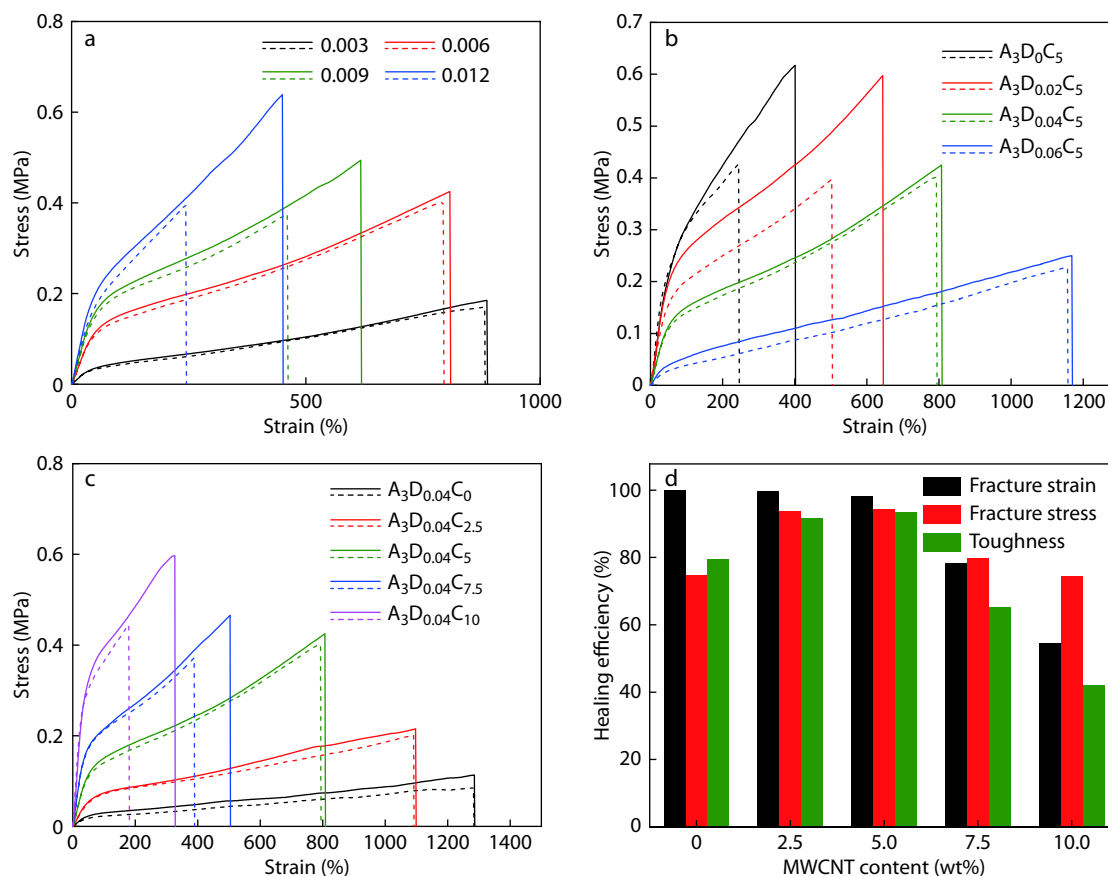 a
0.003 0.006
0.009 0.012
0.8
0.6
0.4
0.2
0
Stress (MPa)
0 500 1000
Strain (%)
b
A3D0C5
A3D0.02C5
A3D0.04C5
A3D0.06C5
0.7
0.6
0.5
0.4
0.3
0.2
0.1
0
Stress (MPa)
0 200 400 600 800 1000 1200
Strain (%)
c
A3D0.04C0
A3D0.04C2.5
A3D0.04C5
A3D0.04C7.5
A3D0.04C10
0.8
0.6
0.4
0.2
0
Stress (MPa)
0 200 400 600 800 1000 1200 1400
Strain (%)
d
Fracture strain
Fracture stress
Toughness
100
80
60
40
20
0
Healing efficiency (%)
0 2.5 5.0 7.5 10.0
MWCNT content (wt%)